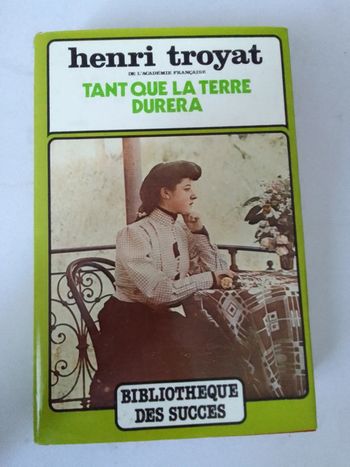 henri troyat
DE L'ACADÉMIE FRANÇAISE
TANT QUE LA TERRE
DURERA
BIBLIOTHEQUE
DES SUCCES